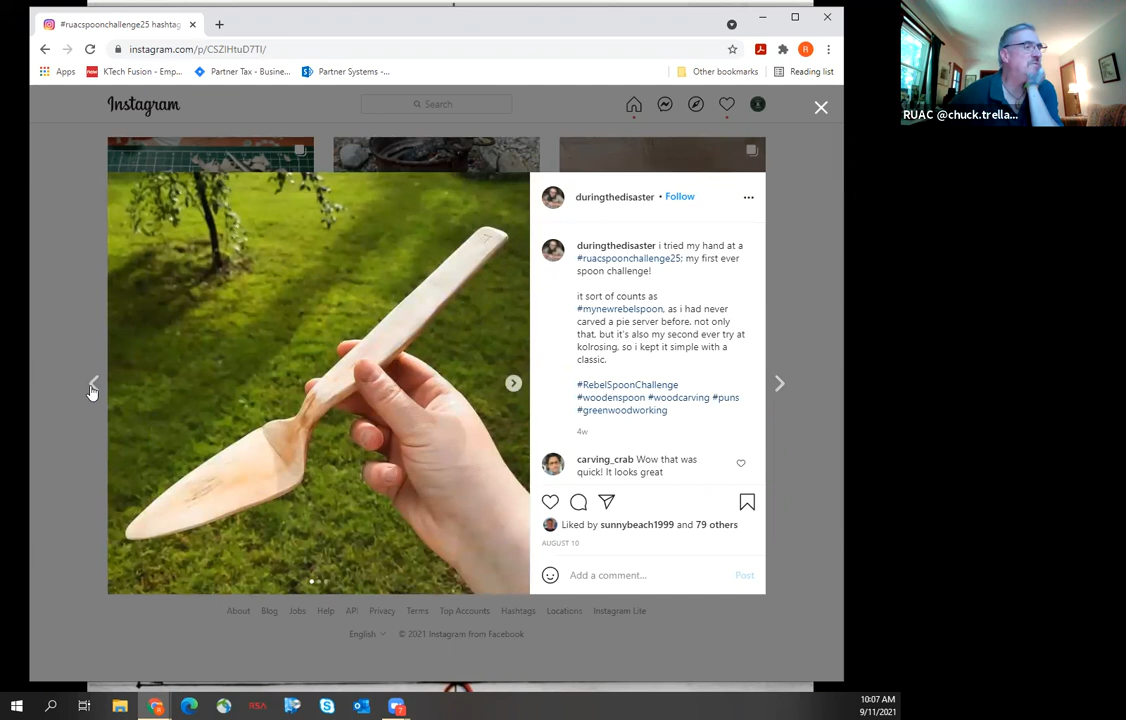 #ruacspoonchallenge25 hashtag
instagram.com/p/CSZIHtuD7TI/
Apps KTech Fusion - Emp... Partner Tax - Busine... Partner Systems -... Other bookmarks Reading list
RUAC @chuck.trella...
Instagram
Search
duringthedisaster • Follow
duringthedisaster i tried my hand at a
#ruacspoonchallenge25; my first ever
spoon challenge!
it sort of counts as
#mynewrebelspoon, as i had never
carved a pie server before. not only
that, but it's also my second ever try at
kolrosing, so i kept it simple with a
classic.
#RebelSpoonChallenge
#woodenspoon #woodcarving #puns
#greenwoodworking
4w
carving_crab Wow that was
quick! It looks great
Liked by sunnybeach1999 and 79 others
AUGUST 10
Add a comment... Post
About Blog Jobs Help API Privacy Terms Top Accounts Hashtags Locations Instagram Lite
English © 2021 Instagram from Facebook
RSA
10:07 AM
9/11/2021